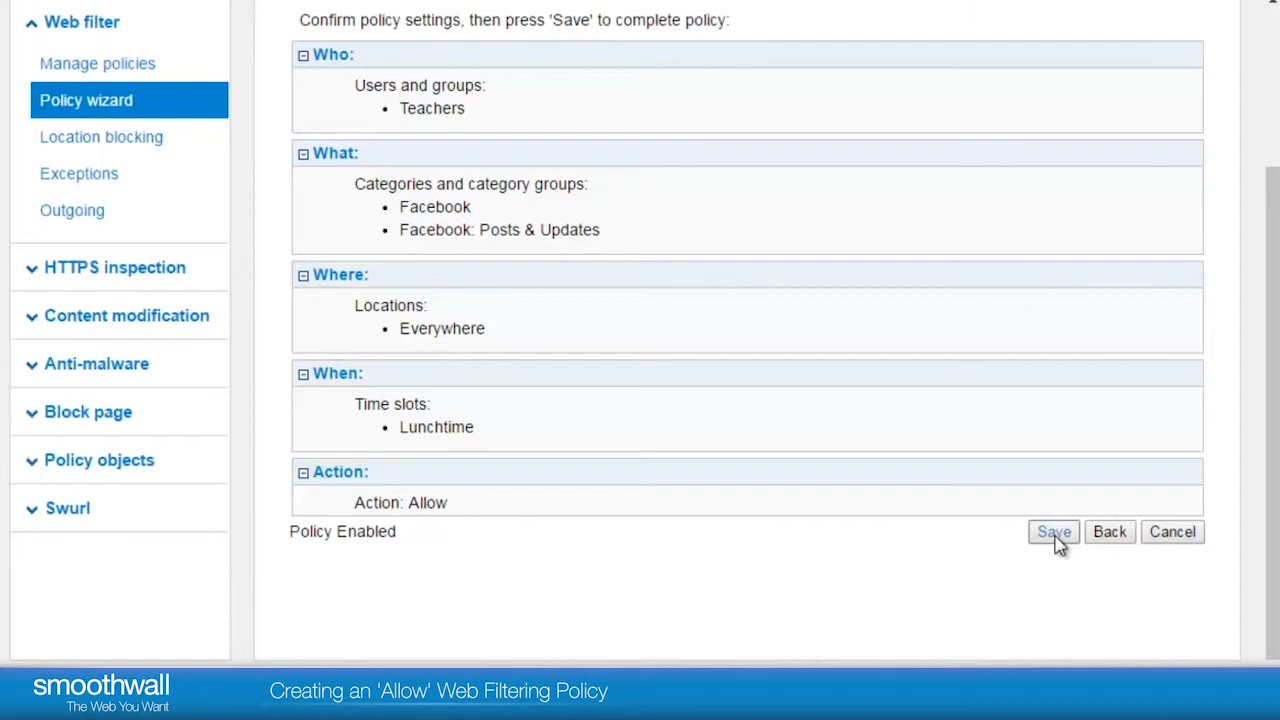 Web filter
Manage policies
Policy wizard
Location blocking
Exceptions
Outgoing
HTTPS inspection
Content modification
Anti-malware
Block page
Policy objects
Swurl
Confirm policy settings, then press 'Save' to complete policy:
Who:
Users and groups:
• Teachers
What:
Categories and category groups:
• Facebook
• Facebook: Posts & Updates
Where:
Locations:
• Everywhere
When:
Time slots:
• Lunchtime
Action:
Action: Allow
Policy Enabled
Save Back Cancel
smoothwall
The Web You Want
Creating an 'Allow' Web Filtering Policy